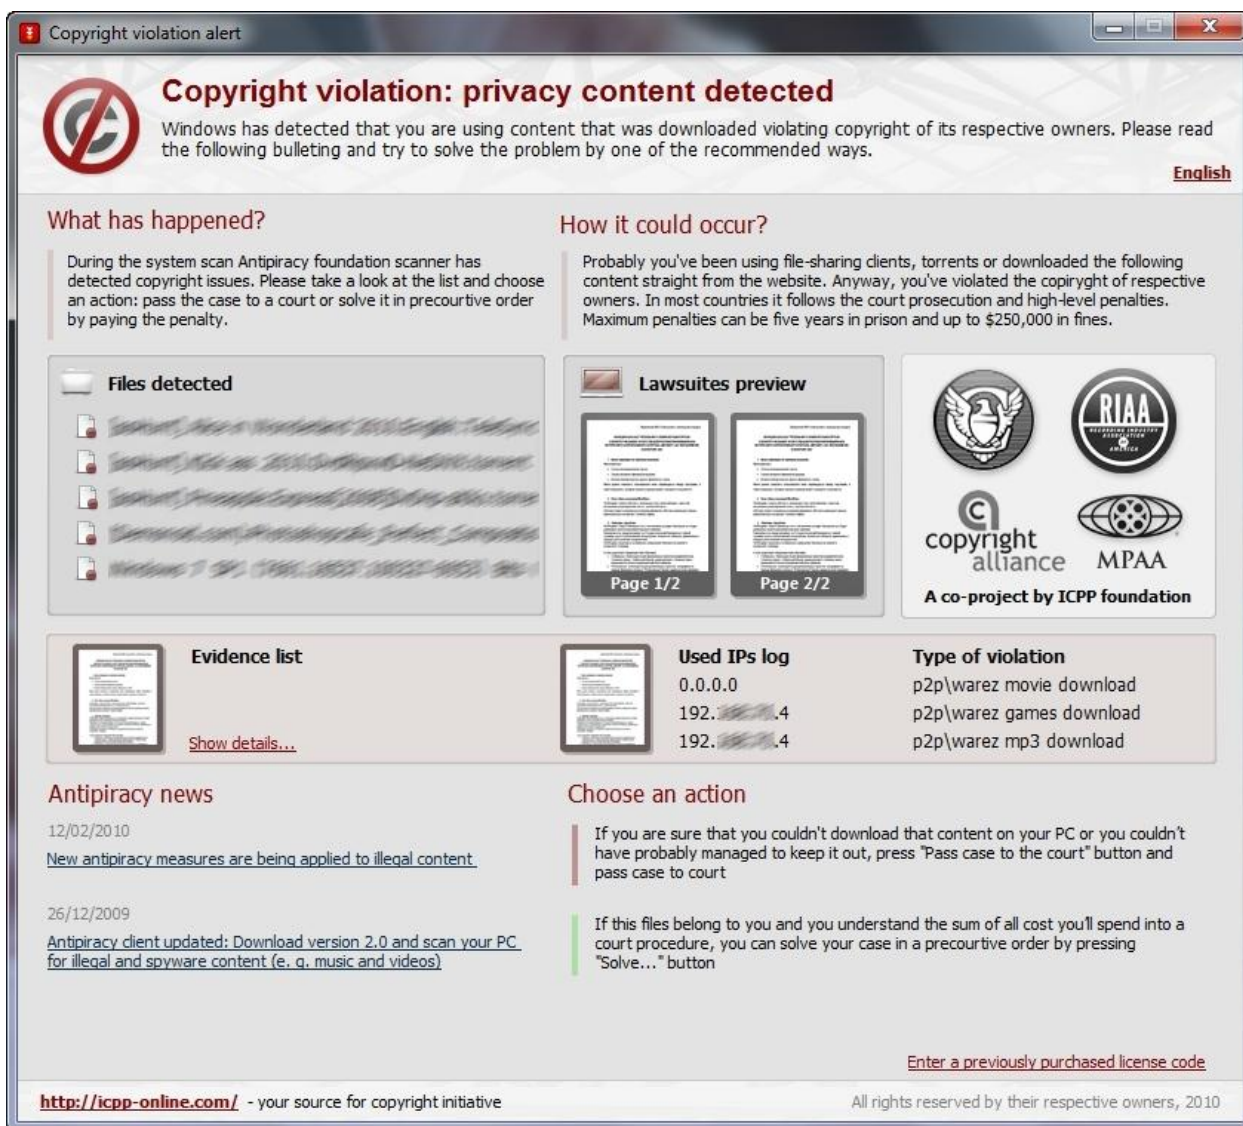 Copyright violation alert
Copyright violation: privacy content detected
Windows has detected that you are using content that was downloaded violating copyright of its respective owners. Please read
the following bulleting and try to solve the problem by one of the recommended ways.
English
What has happened?
During the system scan Antipiracy foundation scanner has
detected copyright issues. Please take a look at the list and choose
an action: pass the case to a court or solve it in precourtive order
by paying the penalty.
How it could occur?
Probably you've been using file-sharing clients, torrents or downloaded the following
content straight from the website. Anyway, you've violated the copiryght of respective
owners. In most countries it follows the court prosecution and high-level penalties.
Maximum penalties can be five years in prison and up to $250,000 in fines.
Files detected
Lawsuites preview
Page 1/2
Page 2/2
RIAA
RECORDING INDUSTRY
ASSOCIATION
OF
AMERICA
copyright
alliance
MPAA
A co-project by ICPP foundation
Evidence list
Show details...
Used IPs log
0.0.0.0
192. .4
192. .4
Type of violation
p2p\warez movie download
p2p\warez games download
p2p\warez mp3 download
Antipiracy news
12/02/2010
New antipiracy measures are being applied to illegal content
26/12/2009
Antipiracy client updated: Download version 2.0 and scan your PC
for illegal and spyware content (e. g. music and videos)
Choose an action
If you are sure that you couldn't download that content on your PC or you couldn't
have probably managed to keep it out, press "Pass case to the court" button and
pass case to court
If this files belong to you and you understand the sum of all cost you'll spend into a
court procedure, you can solve your case in a precourtive order by pressing
"Solve..." button
Enter a previously purchased license code
http://icpp-online.com/ - your source for copyright initiative
All rights reserved by their respective owners, 2010